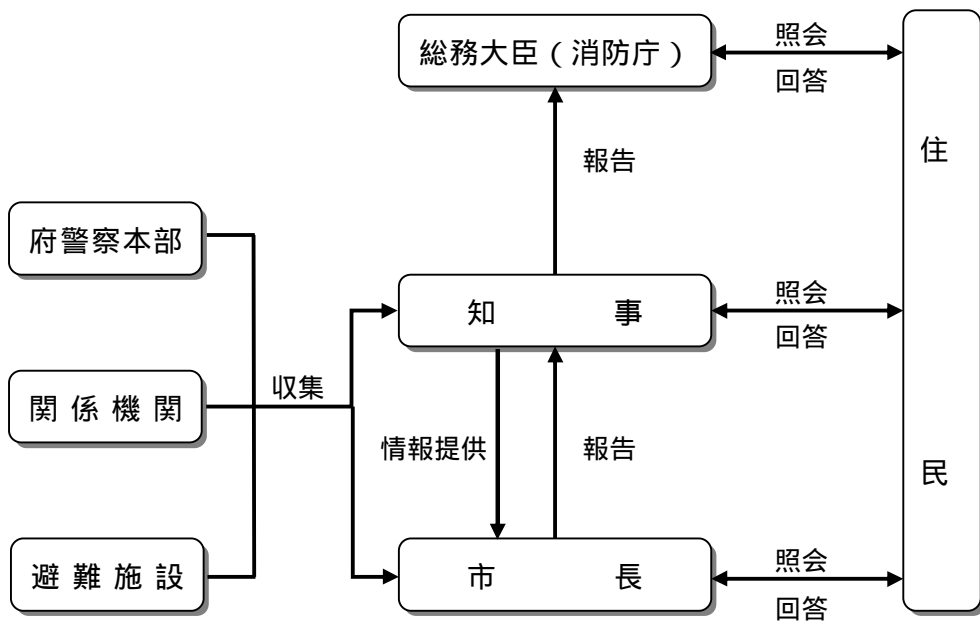 総務大臣（消防庁）
照会
回答
住民
報告
府警察本部
知事
照会
回答
関係機関
収集
情報提供
報告
避難施設
市長
照会
回答